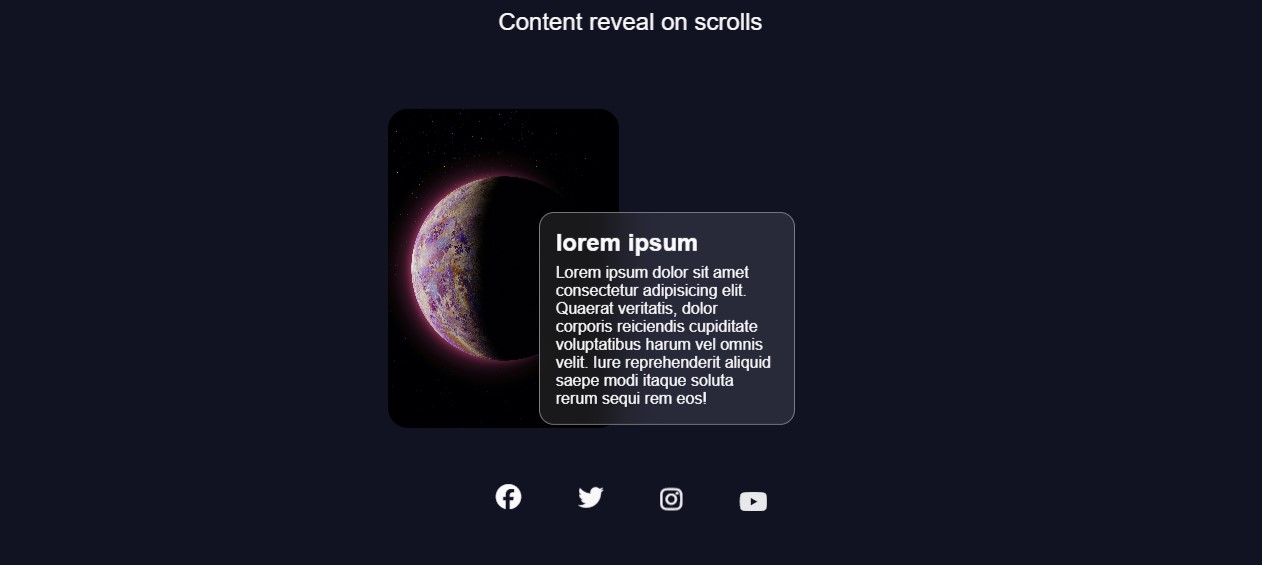 Content reveal on scrolls
lorem ipsum
Lorem ipsum dolor sit amet
consectetur adipisicing elit.
Quaerat veritatis, dolor
corporis reiciendis cupiditate
voluptatibus harum vel omnis
velit. Iure reprehenderit aliquid
saepe modi itaque soluta
rerum sequi rem eos!